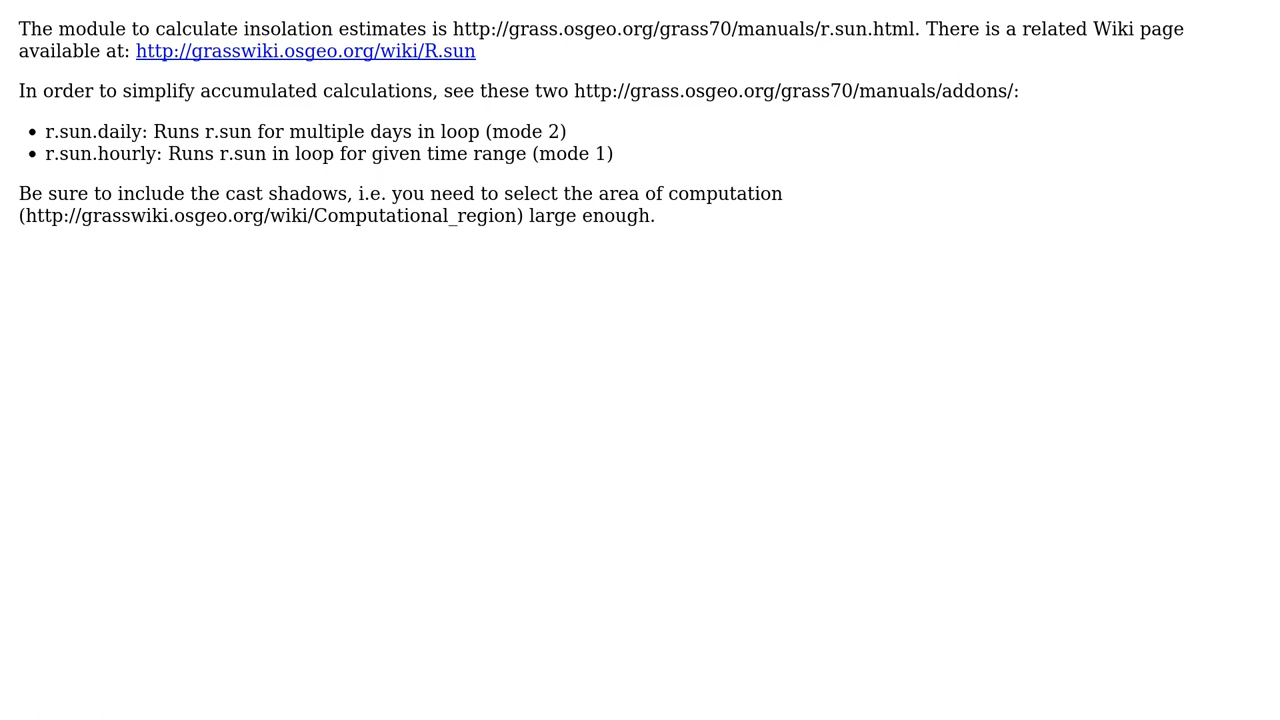 The module to calculate insolation estimates is http://grass.osgeo.org/grass70/manuals/r.sun.html. There is a related Wiki page
available at: http://grasswiki.osgeo.org/wiki/R.sun
In order to simplify accumulated calculations, see these two http://grass.osgeo.org/grass70/manuals/addons/:
• r.sun.daily: Runs r.sun for multiple days in loop (mode 2)
• r.sun.hourly: Runs r.sun in loop for given time range (mode 1)
Be sure to include the cast shadows, i.e. you need to select the area of computation
(http://grasswiki.osgeo.org/wiki/Computational_region) large enough.